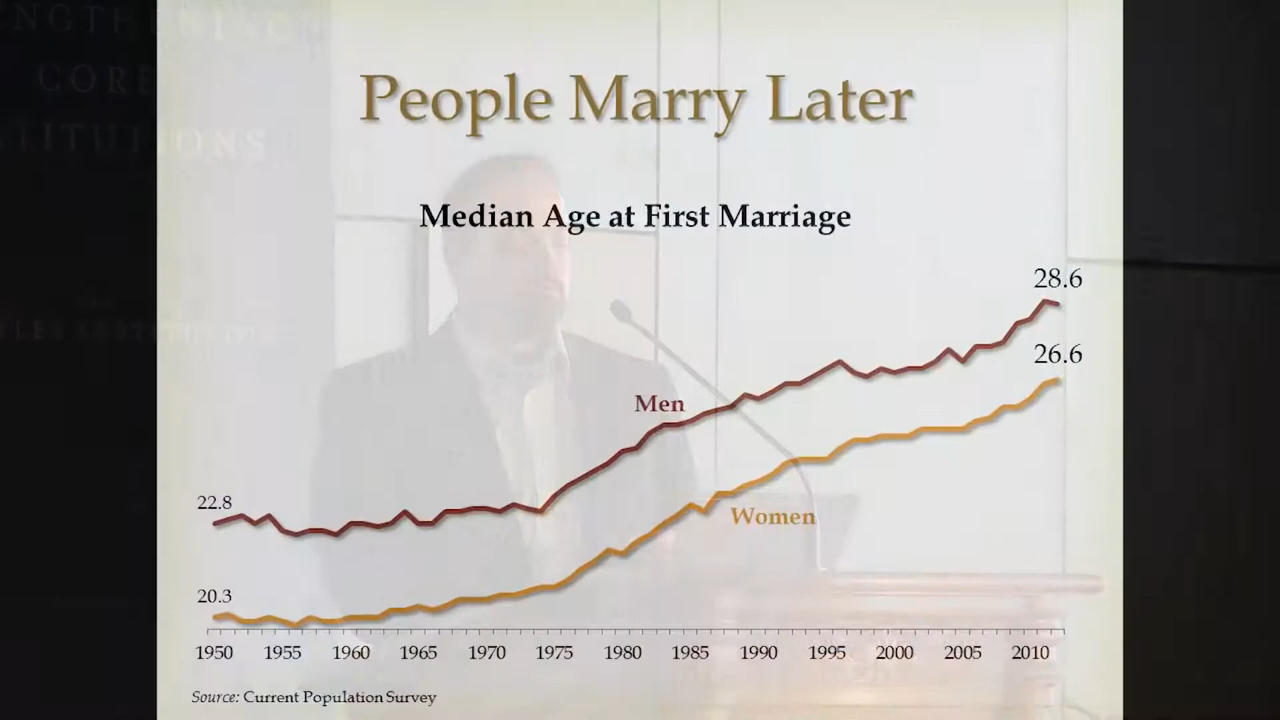 People Marry Later
Median Age at First Marriage
28.6
26.6
Men
22.8
Women
20.3
1950 1955 1960 1965 1970 1975 1980 1985 1990 1995 2000 2005 2010
Source: Current Population Survey